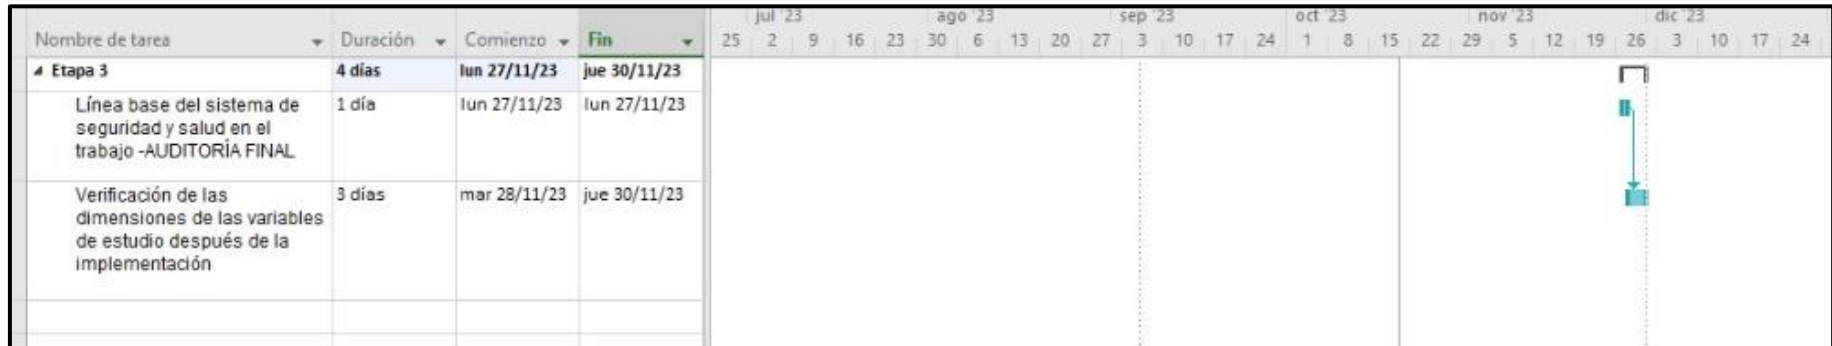 jul '23 ago '23 sep '23 oct '23 nov '23 dic '23
Nombre de tarea Duración Comienzo Fin 25 2 9 16 23 30 6 13 20 27 3 10 17 24 1 8 15 22 29 5 12 19 26 3 10 17 24
Etapa 3 4 días lun 27/11/23 jue 30/11/23
Línea base del sistema de 1 día lun 27/11/23 lun 27/11/23
seguridad y salud en el
trabajo -AUDITORÍA FINAL
Verificación de las 3 días mar 28/11/23 jue 30/11/23
dimensiones de las variables
de estudio después de la
implementación